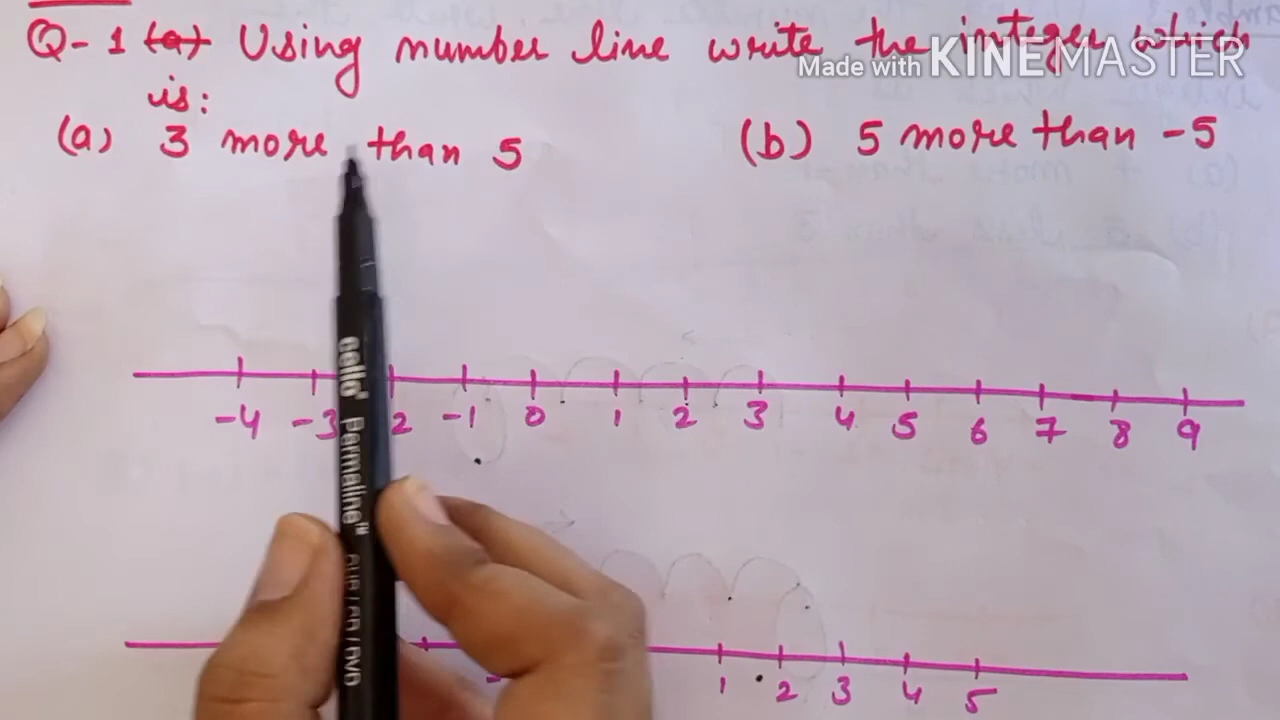 Q-1 (a) Using number line write the integer which
Made with KINEMASTER
is:
(a) 3 more than 5
(b) 5 more than -5
-4 -3 2 -1 0 1 2 3 4 5 6 7 8 9
cello Permaline™
1 2 3 4 5